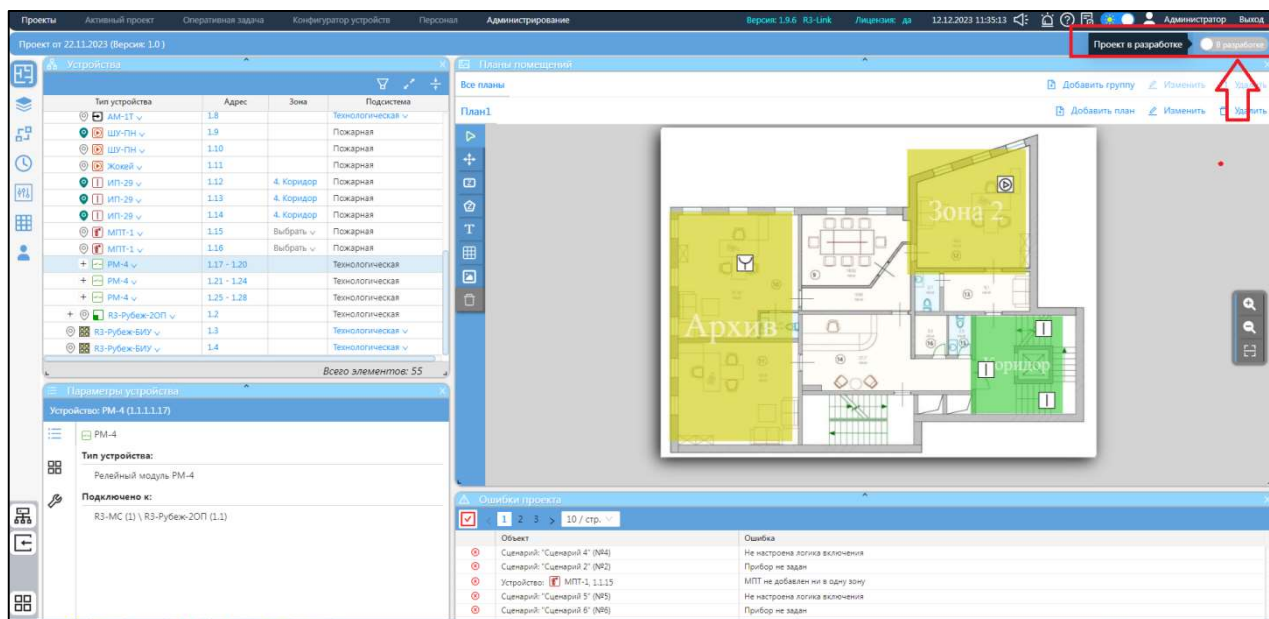 Проекты Активный проект Оперативная задача Конфигуратор устройств Персонал Администрирование Версия: 1.9.6 R3-Link Лицензия: да 12.12.2023 11:35:13 Администратор Выход
Проект от 22.11.2023 (Версия: 1.0 ) Проект в разработке В разработке
Устройства
Тип устройства Адрес Зона Подсистема
АМ-1Т 1.8 Технологическая
ШУ-ПН 1.9 Пожарная
ШУ-ПН 1.10 Пожарная
Жокей 1.11 Пожарная
ИП-29 1.12 4. Коридор Пожарная
ИП-29 1.13 4. Коридор Пожарная
ИП-29 1.14 4. Коридор Пожарная
МПТ-1 1.15 Выбрать Пожарная
МПТ-1 1.16 Выбрать Пожарная
+ РМ-4 1.17 - 1.20 Технологическая
+ РМ-4 1.21 - 1.24 Технологическая
+ РМ-4 1.25 - 1.28 Технологическая
+ R3-Рубеж-2ОП 1.2 Технологическая
R3-Рубеж-БИУ 1.3 Технологическая
R3-Рубеж-БИУ 1.4 Технологическая
Всего элементов: 55
Параметры устройства
Устройство: РМ-4 (1.1.1.1.17)
РМ-4
Тип устройства:
Релейный модуль РМ-4
Подключено к:
R3-МС (1) \ R3-Рубеж-2ОП (1.1)
Планы помещений
Все планы Добавить группу Изменить Удалить
План1 Добавить план Изменить Удалить
Зона 2
Архив
Коридор
Ошибки проекта
1 2 3 10 / стр.
Объект Ошибка
Сценарий: "Сценарий 4" (№4) Не настроена логика включения
Сценарий: "Сценарий 2" (№2) Прибор не задан
Устройство: МПТ-1, 1.1.15 МПТ не добавлен ни в одну зону
Сценарий: "Сценарий 5" (№5) Не настроена логика включения
Сценарий: "Сценарий 6" (№6) Прибор не задан